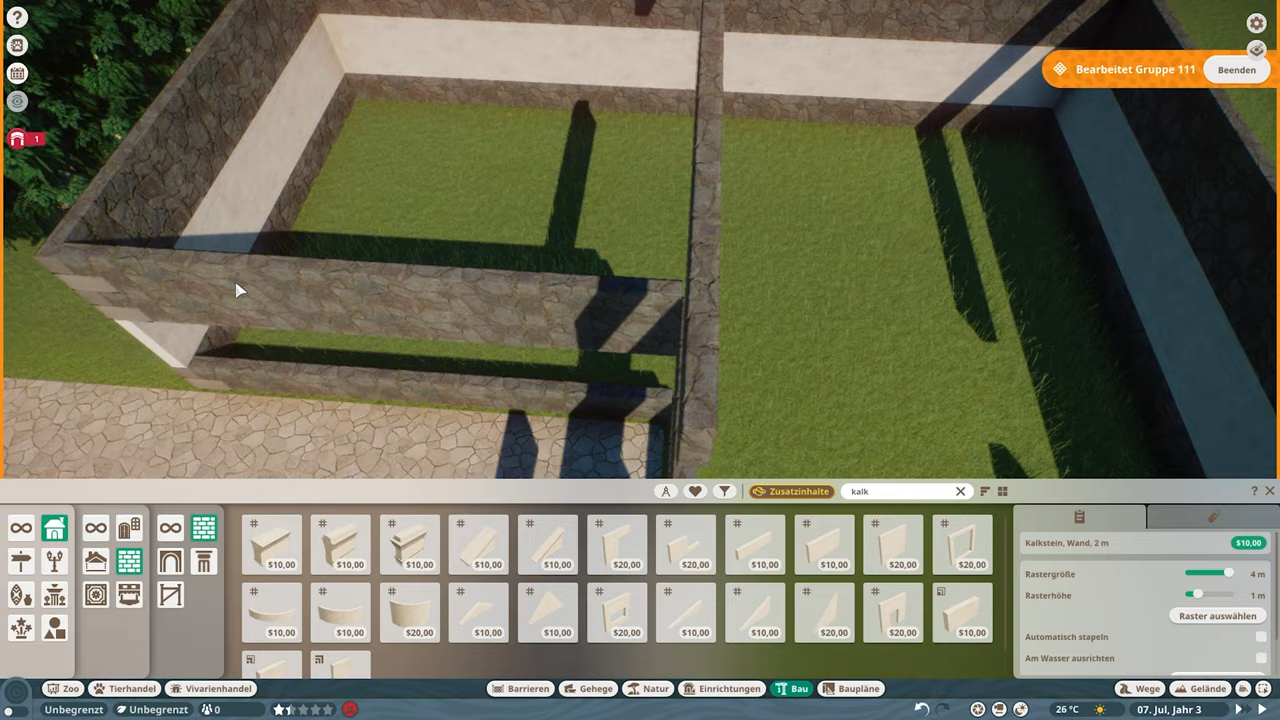 Bearbeitet Gruppe 111
Beenden
1
Zusatzinhalte
kalk
$10,00 $10,00 $10,00 $10,00 $10,00 $20,00 $20,00 $10,00 $10,00 $20,00 $20,00
$10,00 $10,00 $20,00 $10,00 $10,00 $20,00 $10,00 $10,00 $20,00 $20,00 $10,00
Kalkstein, Wand, 2 m $10,00
Rastergröße 4 m
Rasterhöhe 1 m
Raster auswählen
Automatisch stapeln
Am Wasser ausrichten
Zoo Tierhandel Vivarienhandel Barrieren Gehege Natur Einrichtungen Bau Baupläne Wege Gelände
Unbegrenzt Unbegrenzt 0 26 °C 07. Jul, Jahr 3